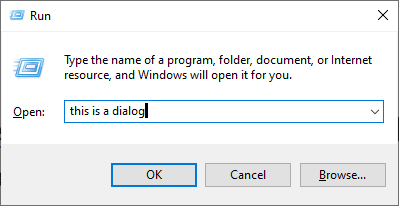 Run
Type the name of a program, folder, document, or Internet
resource, and Windows will open it for you.
Open: this is a dialog
OK Cancel Browse...